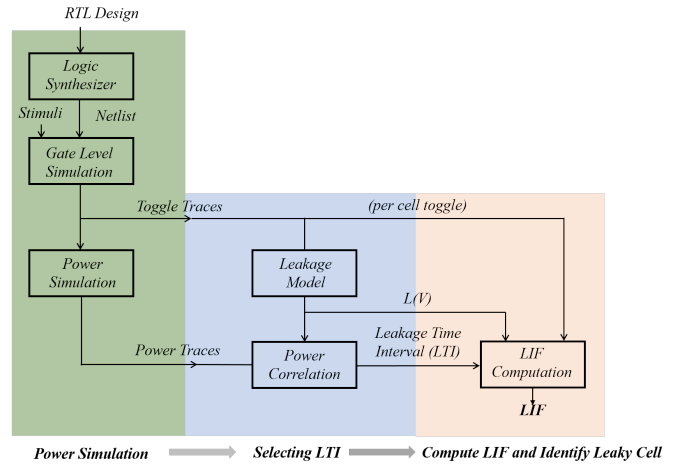 RTL Design
Logic
Synthesizer
Stimuli
Netlist
Gate Level
Simulation
Toggle Traces
(per cell toggle)
Power
Simulation
Leakage
Model
L(V)
Leakage Time
Interval (LTI)
Power Traces
Power
Correlation
LIF
Computation
LIF
Power Simulation
Selecting LTI
Compute LIF and Identify Leaky Cell